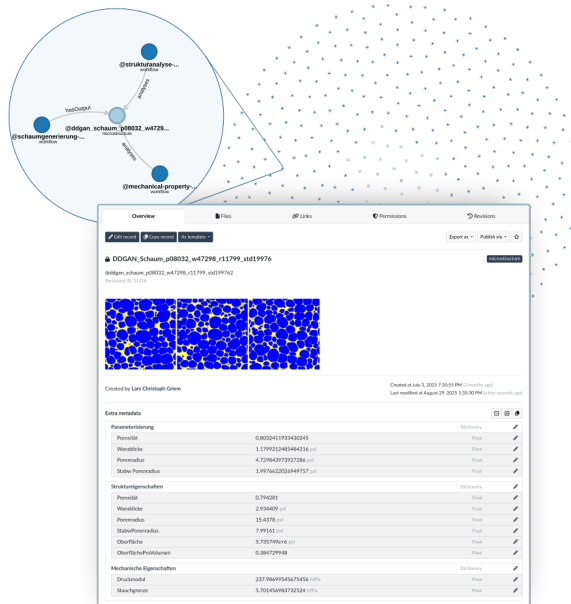 @strukturanalyse-...
workflow
analyses
hasOutput
@schaumgenerierung-...
workflow
@ddgan_schaum_p08032_w4729...
microstructure
analyses
@mechanical-property-...
workflow
Overview Files Links Permissions Revisions
Edit record Copy record As template Export as Publish via
DDGAN_Schaum_p08032_w47298_r11799_std19976 microstructure
@ddgan_schaum_p08032_w47298_r11799_std199762
Persistent ID: 91318
Created by Lars Christoph Griem
Created at July 3, 2025 7:30:55 PM (2 months ago)
Last modified at August 29, 2025 1:35:30 PM (a few seconds ago)
Extra metadata
Parameterisierung Dictionary
Porosität 0.8032411933430245 Float
Wanddicke 1.1799212485484316 pxl Float
Porenradius 4.729843973927286 pxl Float
Stabw Porenradius 1.9976622026949757 pxl Float
Struktureigenschaften Dictionary
Porosität 0.794281 Float
Wanddicke 2.934409 pxl Float
Porenradius 15.4378 pxl Float
StabwPorenradius 7.99161 pxl Float
Oberfläche 5.735749e+6 pxl Float
OberflächeProVolumen 0.384729948 Float
Mechanische Eigenschaften Dictionary
Druckmodul 237.98699545675456 MPa Float
Stauchgrenze 5.701456983732524 MPa Float